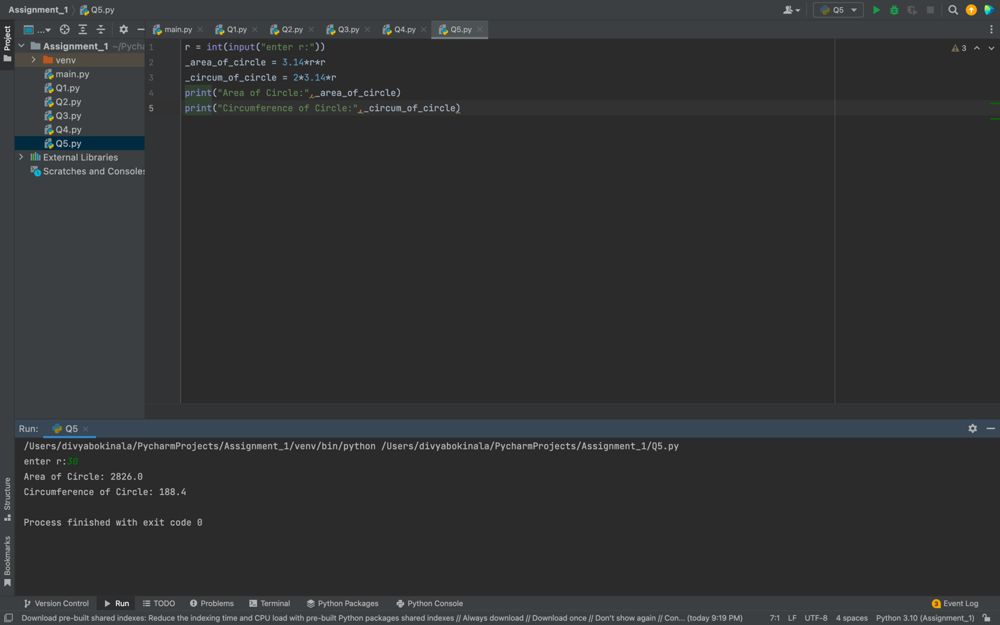 Assignment_1 Q5.py
Q5
Project
...
main.py Q1.py Q2.py Q3.py Q4.py Q5.py
Assignment_1 ~/Pycha
venv
main.py
Q1.py
Q2.py
Q3.py
Q4.py
Q5.py
External Libraries
Scratches and Consoles
1 r = int(input("enter r:"))
2 _area_of_circle = 3.14*r*r
3 _circum_of_circle = 2*3.14*r
4 print("Area of Circle:",_area_of_circle)
5 print("Circumference of Circle:",_circum_of_circle)
3
Run: Q5
/Users/divyabokinala/PycharmProjects/Assignment_1/venv/bin/python /Users/divyabokinala/PycharmProjects/Assignment_1/Q5.py
enter r:30
Area of Circle: 2826.0
Circumference of Circle: 188.4
Process finished with exit code 0
Structure
Bookmarks
Version Control Run TODO Problems Terminal Python Packages Python Console 3 Event Log
Download pre-built shared indexes: Reduce the indexing time and CPU load with pre-built Python packages shared indexes // Always download // Download once // Don't show again // Con... (today 9:19 PM) 7:1 LF UTF-8 4 spaces Python 3.10 (Assignment_1)